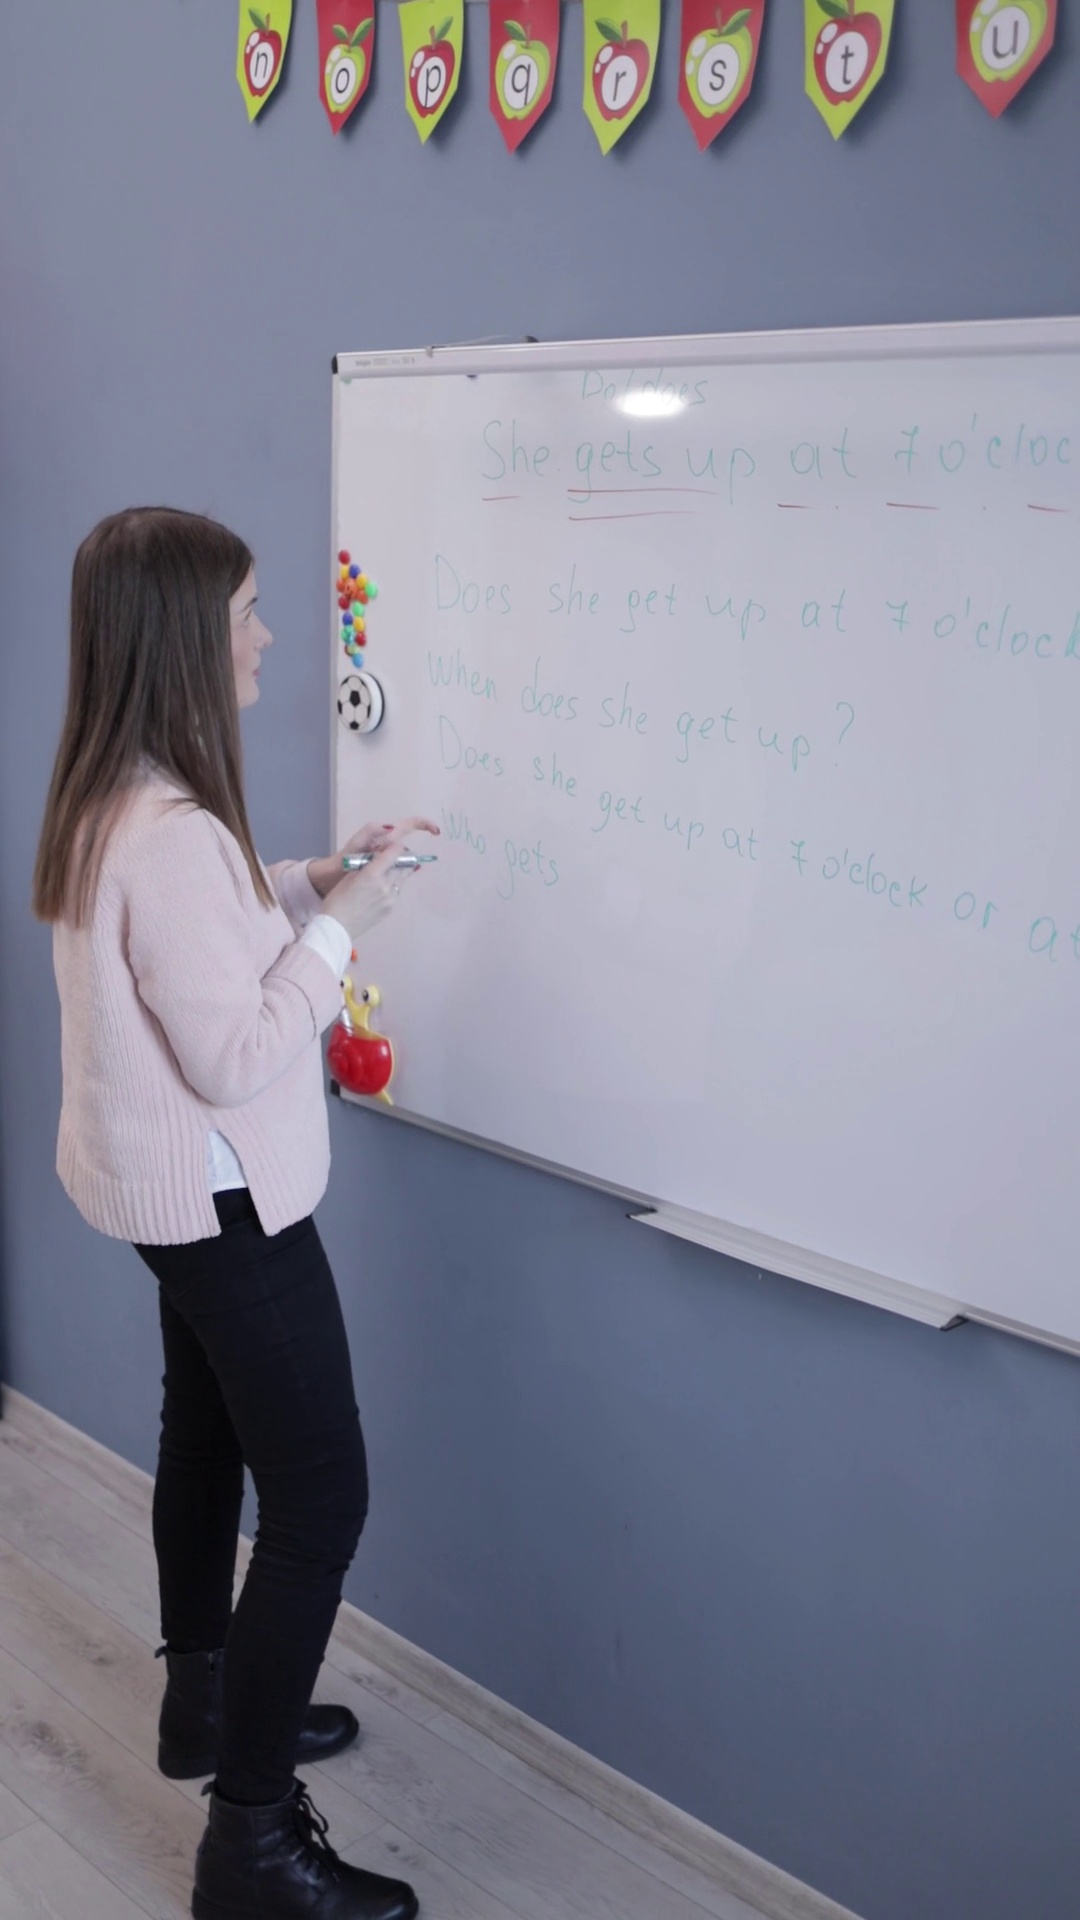 n o p q r s t u
Do/does
She gets up at 7 o'cloc
Does she get up at 7 o'clock
When does she get up?
Does she get up at 7 o'clock or at
Who gets